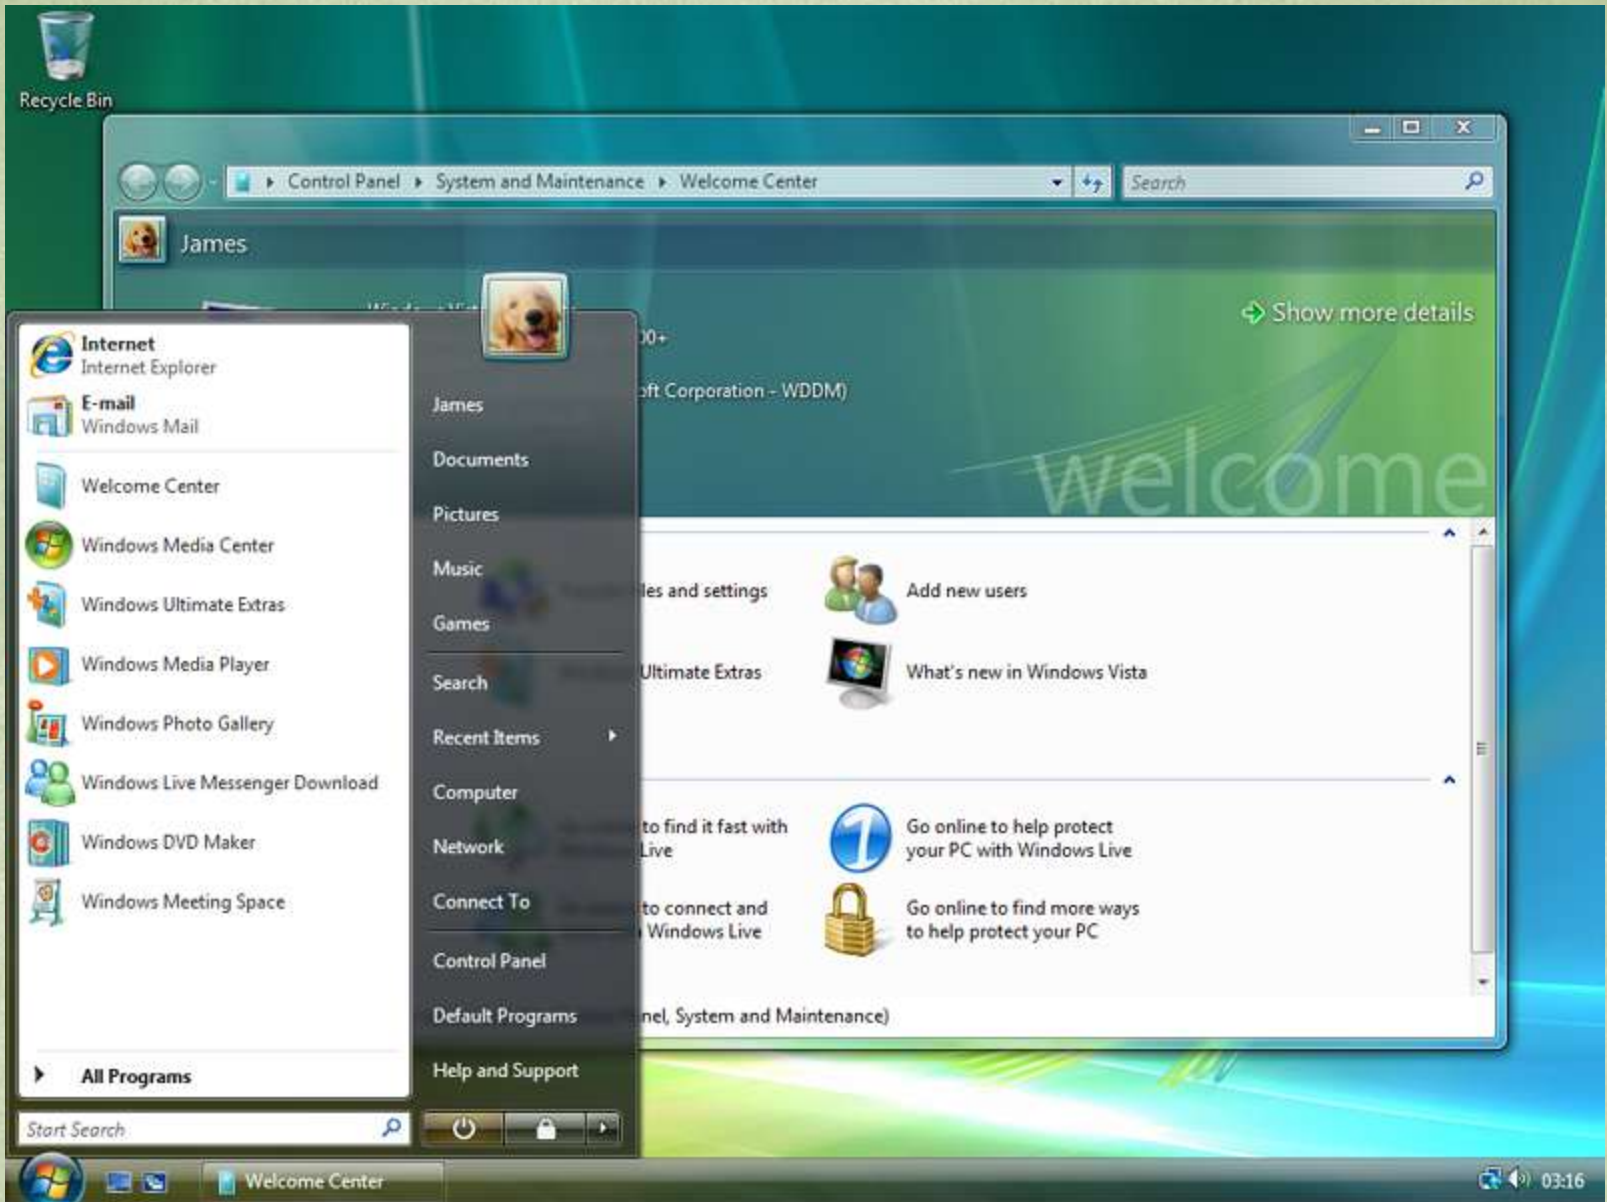 Recycle Bin
Control Panel
System and Maintenance
Welcome Center
Search
James
Show more details
00+
Corporation - WDDM)
welcome
files and settings
Add new users
Ultimate Extras
What's new in Windows Vista
to find it fast with
Live
Go online to help protect
your PC with Windows Live
to connect and
Windows Live
Go online to find more ways
to help protect your PC
System and Maintenance)
Internet
Internet Explorer
E-mail
Windows Mail
Welcome Center
Windows Media Center
Windows Ultimate Extras
Windows Media Player
Windows Photo Gallery
Windows Live Messenger Download
Windows DVD Maker
Windows Meeting Space
All Programs
Start Search
James
Documents
Pictures
Music
Games
Search
Recent Items
Computer
Network
Connect To
Control Panel
Default Programs
Help and Support
Welcome Center
03:16